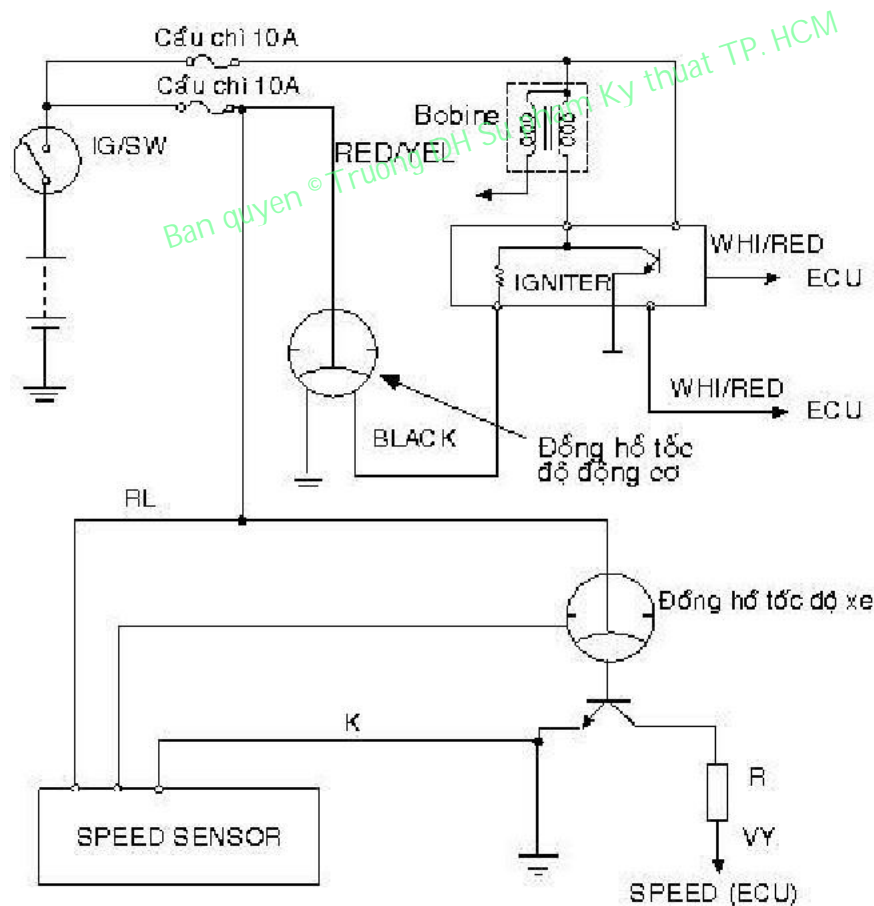 Cầu chì 10A
Cầu chì 10A
Bobine
IG/SW
RED/YEL
Ban quyen © Truong DH Su pham Ky thuat TP. HCM
WHI/RED
IGNITER
ECU
WHI/RED
ECU
BLACK
Đồng hồ tốc
độ động cơ
RL
Đồng hồ tốc độ xe
K
R
SPEED SENSOR
VY
SPEED (ECU)